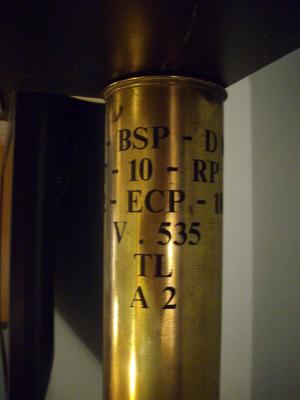 - BSP - D
- 10 - RP
- ECP - 1
V . 535
TL
A 2